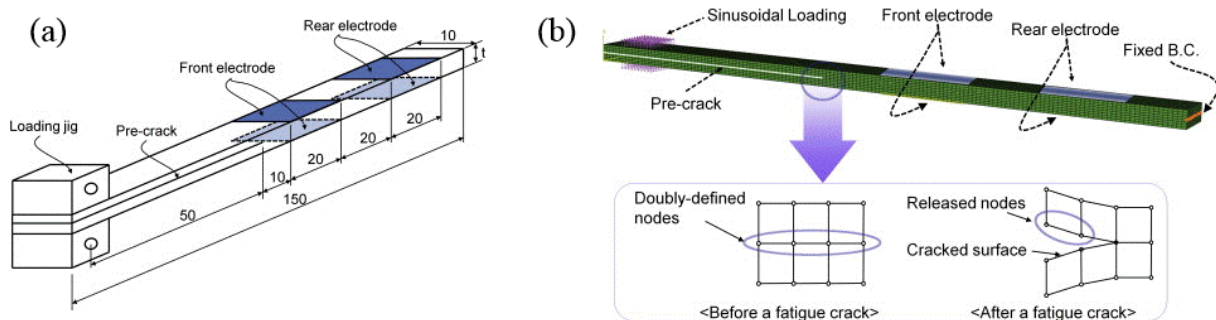 (a)
Rear electrode
10
t
Front electrode
Loading jig
Pre-crack
20
20
20
10
50
150
(b)
Sinusoidal Loading
Front electrode
Rear electrode
Fixed B.C.
Pre-crack
Doubly-defined
nodes
<Before a fatigue crack>
Released nodes
Cracked surface
<After a fatigue crack>